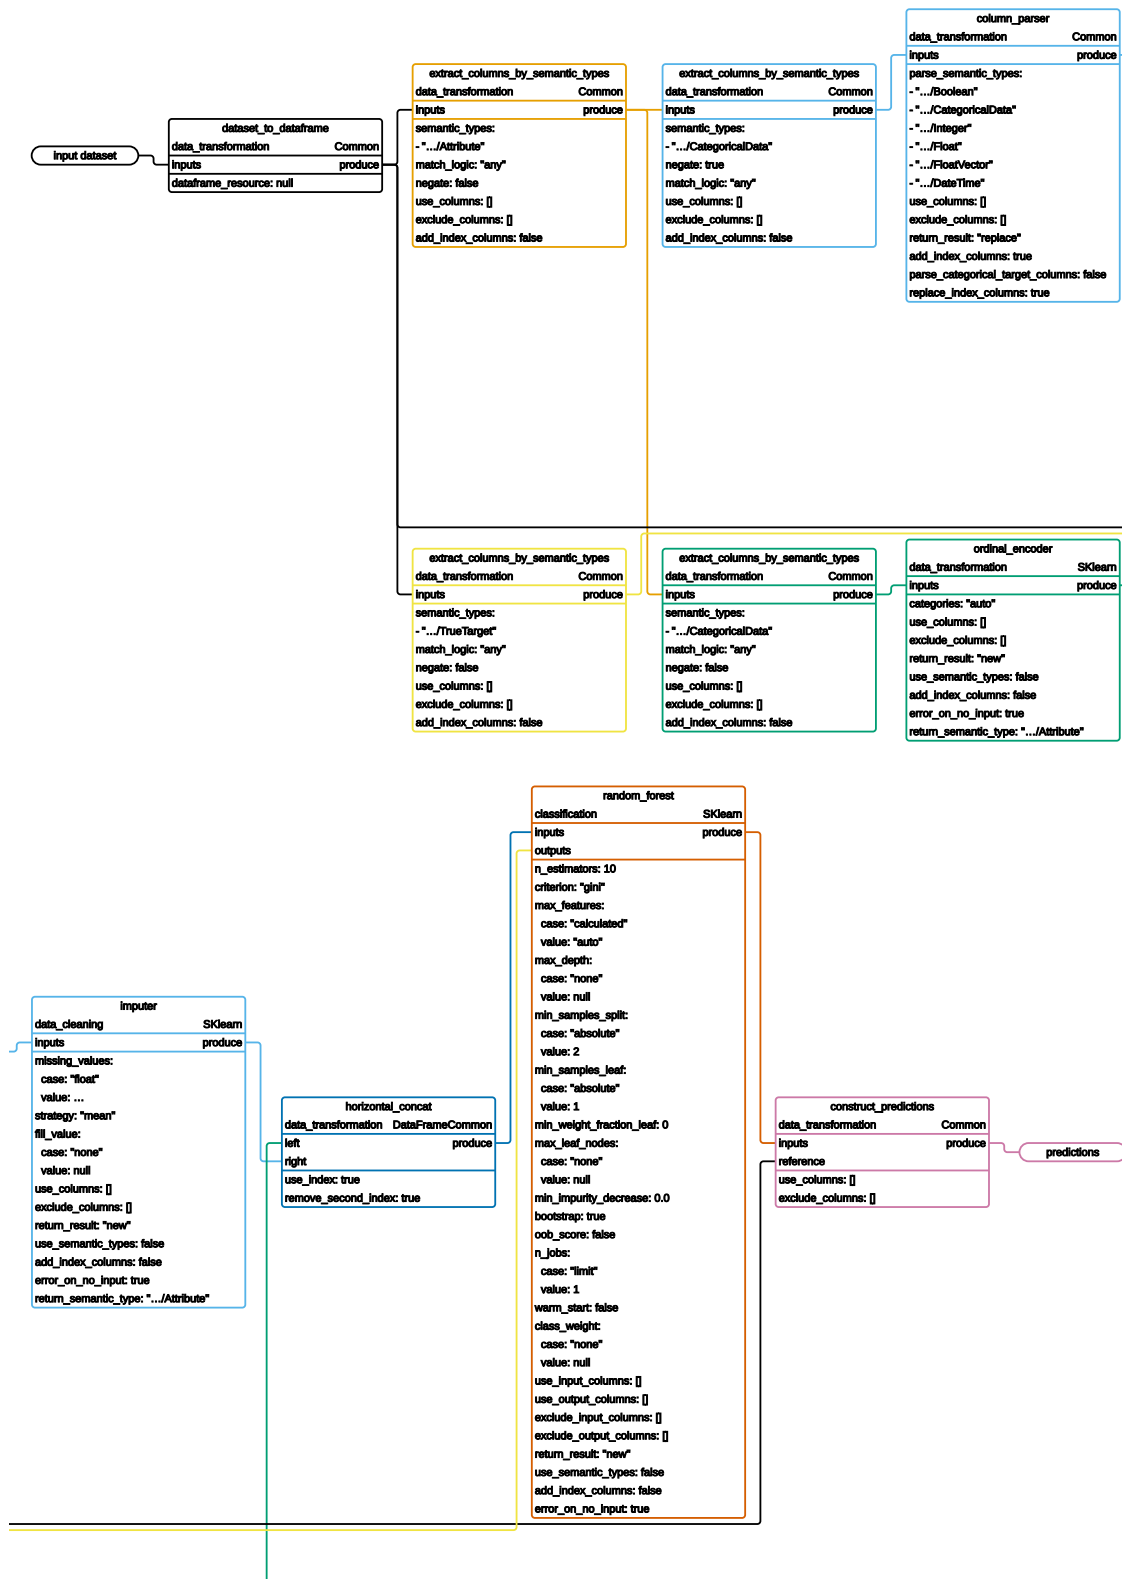 input dataset
dataset_to_dataframe
data_transformation Common
inputs produce
dataframe_resource: null
extract_columns_by_semantic_types
data_transformation Common
inputs produce
semantic_types:
- "…/Attribute"
match_logic: "any"
negate: false
use_columns: []
exclude_columns: []
add_index_columns: false
extract_columns_by_semantic_types
data_transformation Common
inputs produce
semantic_types:
- "…/CategoricalData"
negate: true
match_logic: "any"
use_columns: []
exclude_columns: []
add_index_columns: false
column_parser
data_transformation Common
inputs produce
parse_semantic_types:
- "…/Boolean"
- "…/CategoricalData"
- "…/Integer"
- "…/Float"
- "…/FloatVector"
- "…/DateTime"
use_columns: []
exclude_columns: []
return_result: "replace"
add_index_columns: true
parse_categorical_target_columns: false
replace_index_columns: true
extract_columns_by_semantic_types
data_transformation Common
inputs produce
semantic_types:
- "…/TrueTarget"
match_logic: "any"
negate: false
use_columns: []
exclude_columns: []
add_index_columns: false
extract_columns_by_semantic_types
data_transformation Common
inputs produce
semantic_types:
- "…/CategoricalData"
match_logic: "any"
negate: false
use_columns: []
exclude_columns: []
add_index_columns: false
ordinal_encoder
data_transformation SKlearn
inputs produce
categories: "auto"
use_columns: []
exclude_columns: []
return_result: "new"
use_semantic_types: false
add_index_columns: false
error_on_no_input: true
return_semantic_type: "…/Attribute"
imputer
data_cleaning SKlearn
inputs produce
missing_values:
case: "float"
value: …
strategy: "mean"
fill_value:
case: "none"
value: null
use_columns: []
exclude_columns: []
return_result: "new"
use_semantic_types: false
add_index_columns: false
error_on_no_input: true
return_semantic_type: "…/Attribute"
horizontal_concat
data_transformation DataFrameCommon
left produce
right
use_index: true
remove_second_index: true
random_forest
classification SKlearn
inputs produce
outputs
n_estimators: 10
criterion: "gini"
max_features:
case: "calculated"
value: "auto"
max_depth:
case: "none"
value: null
min_samples_split:
case: "absolute"
value: 2
min_samples_leaf:
case: "absolute"
value: 1
min_weight_fraction_leaf: 0
max_leaf_nodes:
case: "none"
value: null
min_impurity_decrease: 0.0
bootstrap: true
oob_score: false
n_jobs:
case: "limit"
value: 1
warm_start: false
class_weight:
case: "none"
value: null
use_input_columns: []
use_output_columns: []
exclude_input_columns: []
exclude_output_columns: []
return_result: "new"
use_semantic_types: false
add_index_columns: false
error_on_no_input: true
construct_predictions
data_transformation Common
inputs produce
reference
use_columns: []
exclude_columns: []
predictions